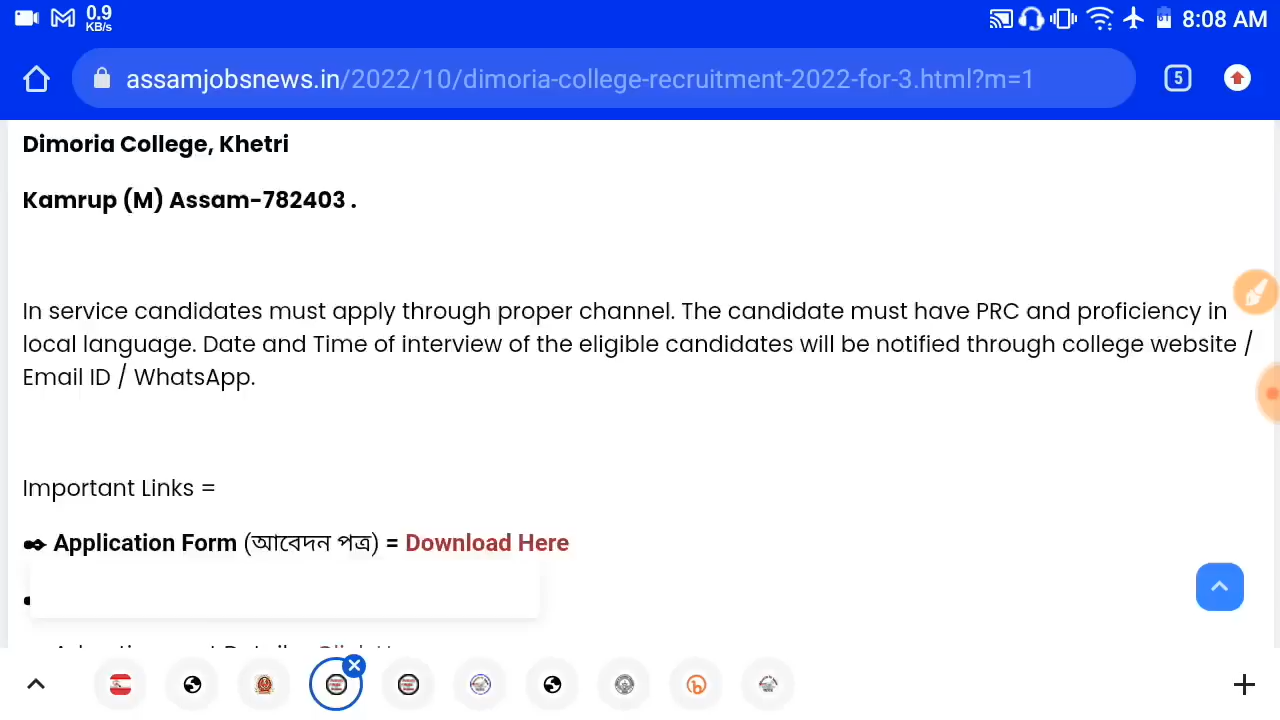 0.9
KB/s
61
8:08 AM
assamjobsnews.in/2022/10/dimoria-college-recruitment-2022-for-3.html?m=1
5
Dimoria College, Khetri
Kamrup (M) Assam-782403 .
In service candidates must apply through proper channel. The candidate must have PRC and proficiency in
local language. Date and Time of interview of the eligible candidates will be notified through college website /
Email ID / WhatsApp.
Important Links =
➨ Application Form (আবেদন পত্ৰ) = Download Here